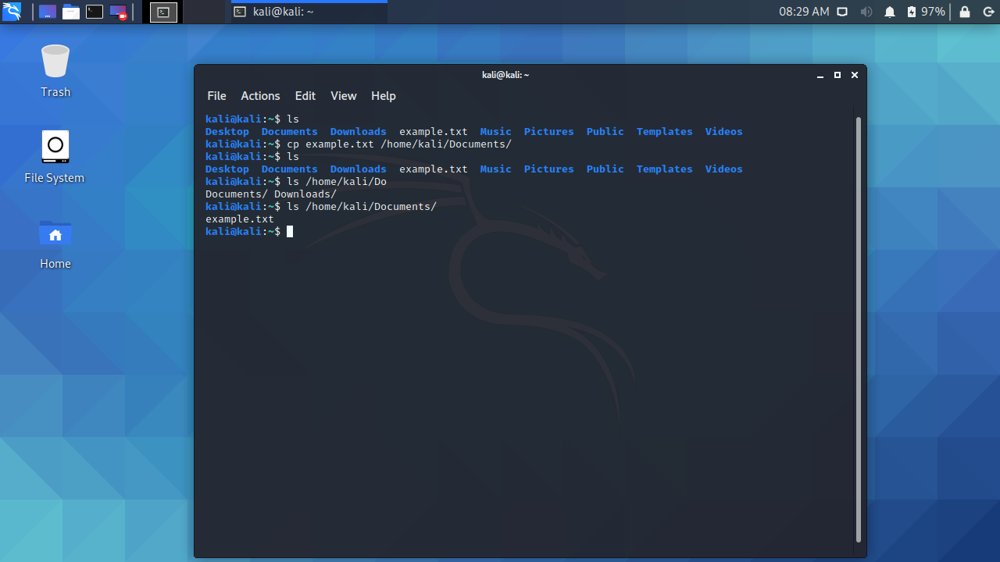 kali@kali: ~
08:29 AM
97%
Trash
File System
Home
kali@kali: ~
File Actions Edit View Help
kali@kali:~$ ls
Desktop Documents Downloads example.txt Music Pictures Public Templates Videos
kali@kali:~$ cp example.txt /home/kali/Documents/
kali@kali:~$ ls
Desktop Documents Downloads example.txt Music Pictures Public Templates Videos
kali@kali:~$ ls /home/kali/Do
Documents/ Downloads/
kali@kali:~$ ls /home/kali/Documents/
example.txt
kali@kali:~$